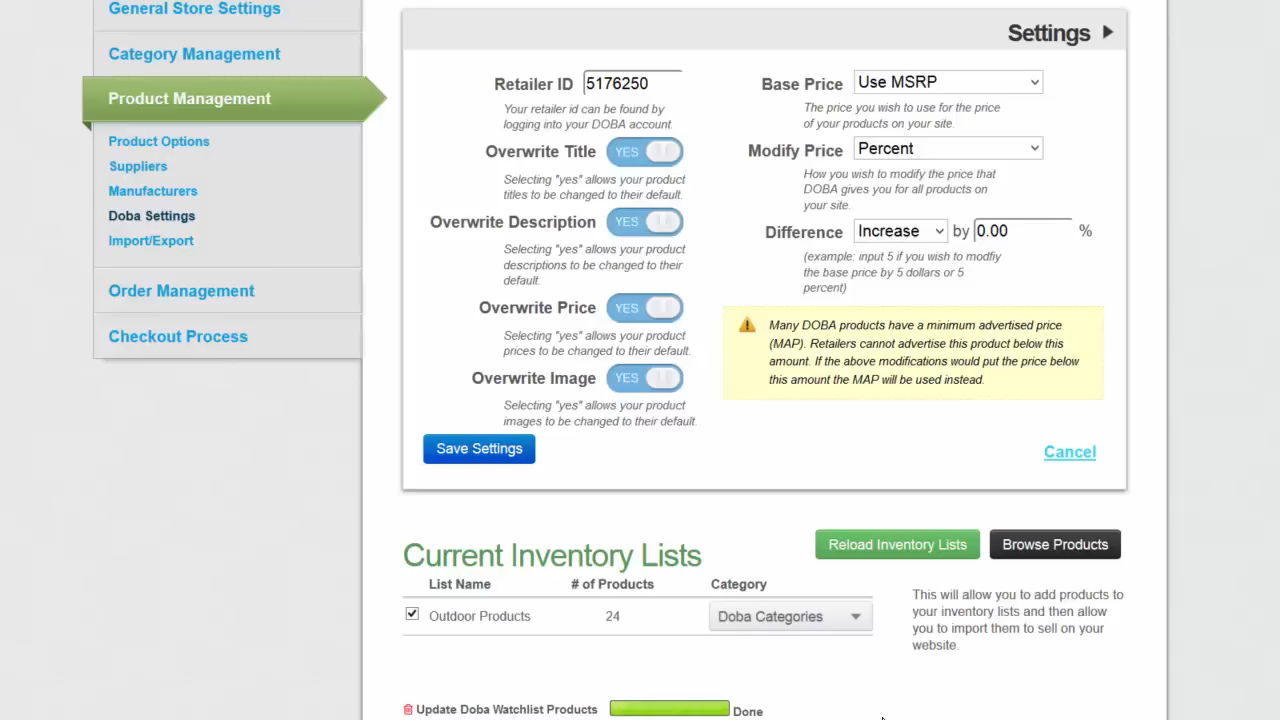 General Store Settings
Category Management
Product Management
Product Options
Suppliers
Manufacturers
Doba Settings
Import/Export
Order Management
Checkout Process
Settings
Retailer ID 5176250
Your retailer id can be found by
logging into your DOBA account.
Overwrite Title YES
Selecting "yes" allows your product
titles to be changed to their default.
Overwrite Description YES
Selecting "yes" allows your product
descriptions to be changed to their
default.
Overwrite Price YES
Selecting "yes" allows your product
prices to be changed to their default.
Overwrite Image YES
Selecting "yes" allows your product
images to be changed to their default.
Save Settings
Base Price Use MSRP
The price you wish to use for the price
of your products on your site.
Modify Price Percent
How you wish to modify the price that
DOBA gives you for all products on
your site.
Difference Increase by 0.00 %
(example: input 5 if you wish to modfiy
the base price by 5 dollars or 5
percent)
Many DOBA products have a minimum advertised price
(MAP). Retailers cannot advertise this product below this
amount. If the above modifications would put the price below
this amount the MAP will be used instead.
Cancel
Current Inventory Lists
Reload Inventory Lists
Browse Products
List Name # of Products Category
Outdoor Products 24 Doba Categories
This will allow you to add products to
your inventory lists and then allow
you to import them to sell on your
website.
Update Doba Watchlist Products Done